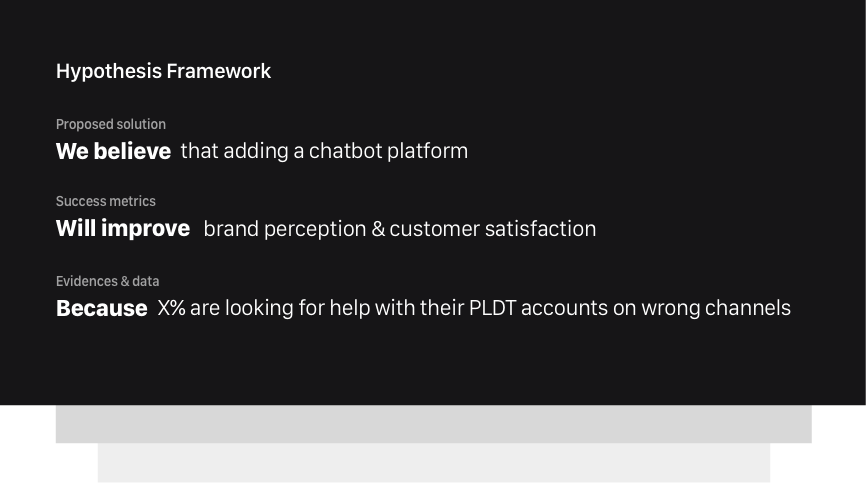 Hypothesis Framework
Proposed solution
We believe that adding a chatbot platform
Success metrics
Will improve brand perception & customer satisfaction
Evidences & data
Because X% are looking for help with their PLDT accounts on wrong channels